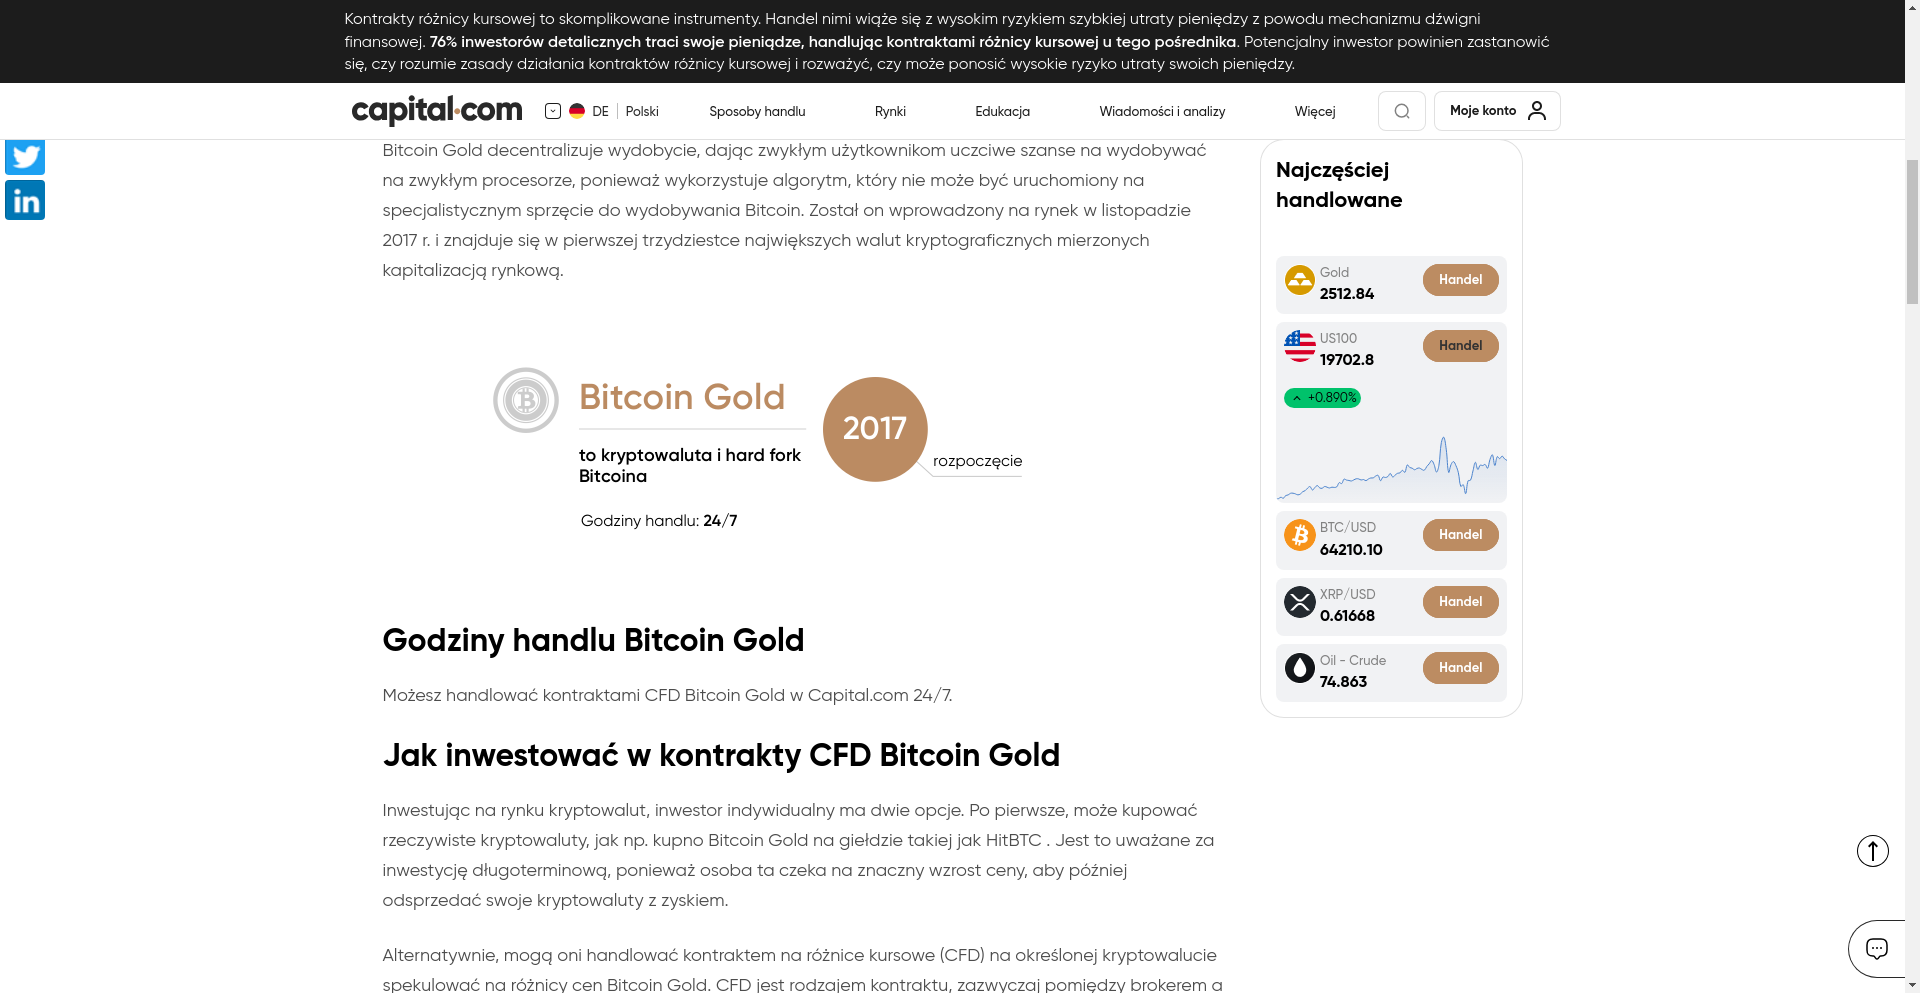 Kontrakty różnicy kursowej to skomplikowane instrumenty. Handel nimi wiąże się z wysokim ryzykiem szybkiej utraty pieniędzy z powodu mechanizmu dźwigni
finansowej. 76% inwestorów detalicznych traci swoje pieniądze, handlując kontraktami różnicy kursowej u tego pośrednika. Potencjalny inwestor powinien zastanowić
się, czy rozumie zasady działania kontraktów różnicy kursowej i rozważyć, czy może ponosić wysokie ryzyko utraty swoich pieniędzy.
capital.com
DE
Polski
Sposoby handlu
Rynki
Edukacja
Wiadomości i analizy
Więcej
Moje konto
in
Bitcoin Gold decentralizuje wydobycie, dając zwykłym użytkownikom uczciwe szanse na wydobywać
na zwykłym procesorze, ponieważ wykorzystuje algorytm, który nie może być uruchomiony na
specjalistycznym sprzęcie do wydobywania Bitcoin. Został on wprowadzony na rynek w listopadzie
2017 r. i znajduje się w pierwszej trzydziestce największych walut kryptograficznych mierzonych
kapitalizacją rynkową.
Bitcoin Gold
to kryptowaluta i hard fork
Bitcoina
Godziny handlu: 24/7
2017
rozpoczęcie
Godziny handlu Bitcoin Gold
Możesz handlować kontraktami CFD Bitcoin Gold w Capital.com 24/7.
Jak inwestować w kontrakty CFD Bitcoin Gold
Inwestując na rynku kryptowalut, inwestor indywidualny ma dwie opcje. Po pierwsze, może kupować
rzeczywiste kryptowaluty, jak np. kupno Bitcoin Gold na giełdzie takiej jak HitBTC . Jest to uważane za
inwestycję długoterminową, ponieważ osoba ta czeka na znaczny wzrost ceny, aby później
odsprzedać swoje kryptowaluty z zyskiem.
Alternatywnie, mogą oni handlować kontraktem na różnice kursowe (CFD) na określonej kryptowalucie
spekulować na różnicy cen Bitcoin Gold. CFD jest rodzajem kontraktu, zazwyczaj pomiędzy brokerem a
Najczęściej
handlowane
Gold
2512.84
Handel
US100
19702.8
Handel
+0.890%
BTC/USD
64210.10
Handel
XRP/USD
0.61668
Handel
Oil - Crude
74.863
Handel